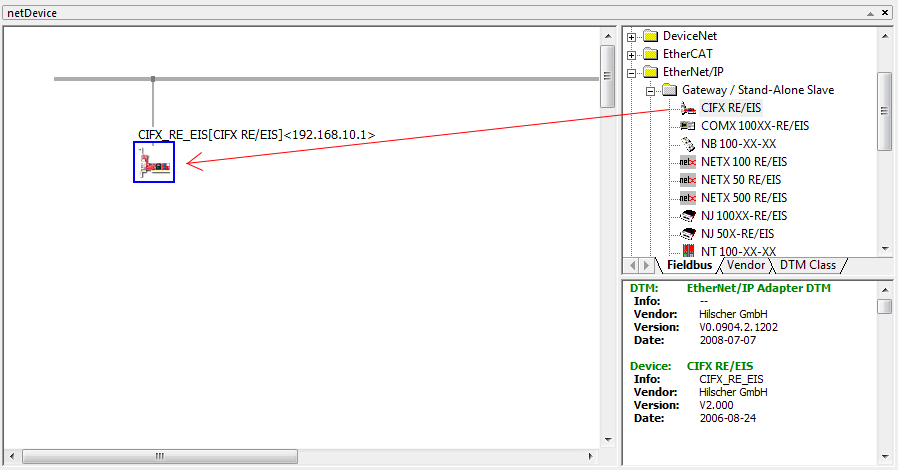 netDevice
CIFX_RE_EIS[CIFX RE/EIS]<192.168.10.1>
DeviceNet
EtherCAT
EtherNet/IP
Gateway / Stand-Alone Slave
CIFX RE/EIS
COMX 100XX-RE/EIS
NB 100-XX-XX
NETX 100 RE/EIS
NETX 50 RE/EIS
NETX 500 RE/EIS
NJ 100XX-RE/EIS
NJ 50X-RE/EIS
NT 100-XX-XX
Fieldbus Vendor DTM Class
DTM: EtherNet/IP Adapter DTM
Info: --
Vendor: Hilscher GmbH
Version: V0.0904.2.1202
Date: 2008-07-07
Device: CIFX RE/EIS
Info: CIFX_RE_EIS
Vendor: Hilscher GmbH
Version: V2.000
Date: 2006-08-24